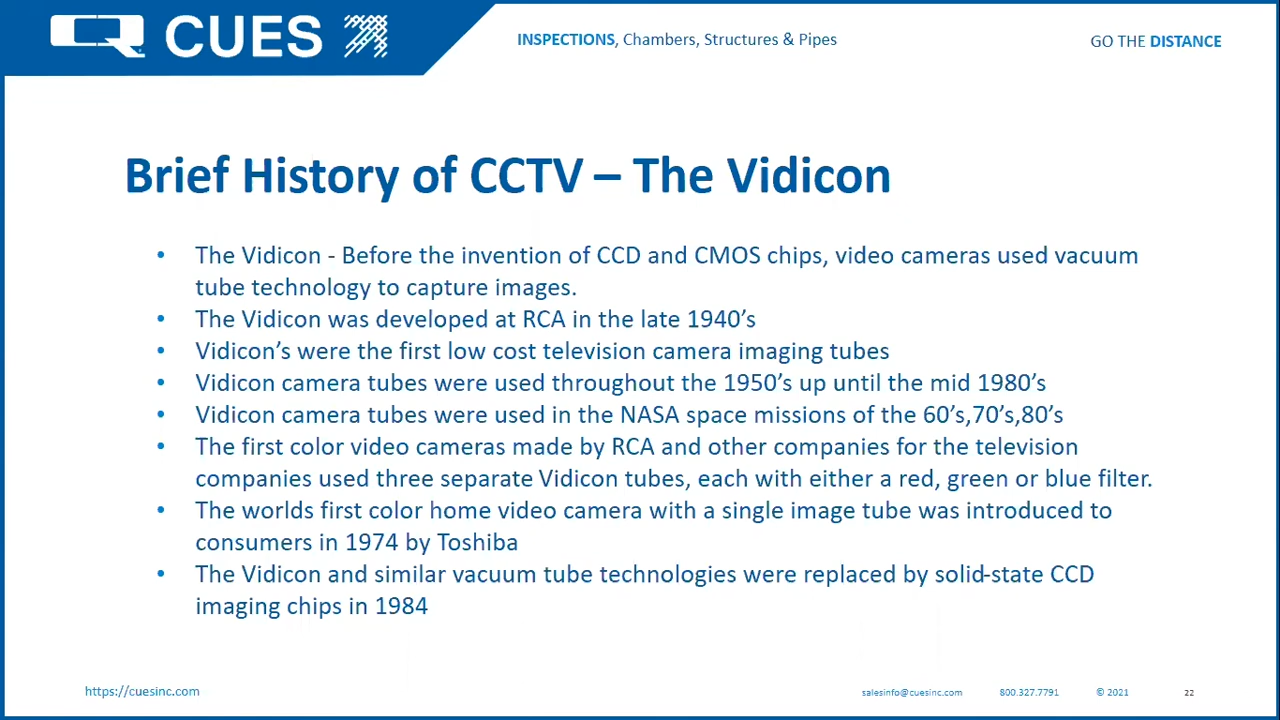 CUES
INSPECTIONS, Chambers, Structures & Pipes
GO THE DISTANCE
Brief History of CCTV – The Vidicon
• The Vidicon - Before the invention of CCD and CMOS chips, video cameras used vacuum
tube technology to capture images.
• The Vidicon was developed at RCA in the late 1940’s
• Vidicon’s were the first low cost television camera imaging tubes
• Vidicon camera tubes were used throughout the 1950’s up until the mid 1980’s
• Vidicon camera tubes were used in the NASA space missions of the 60’s,70’s,80’s
• The first color video cameras made by RCA and other companies for the television
companies used three separate Vidicon tubes, each with either a red, green or blue filter.
• The worlds first color home video camera with a single image tube was introduced to
consumers in 1974 by Toshiba
• The Vidicon and similar vacuum tube technologies were replaced by solid-state CCD
imaging chips in 1984
https://cuesinc.com
salesinfo@cuesinc.com
800.327.7791
© 2021
22